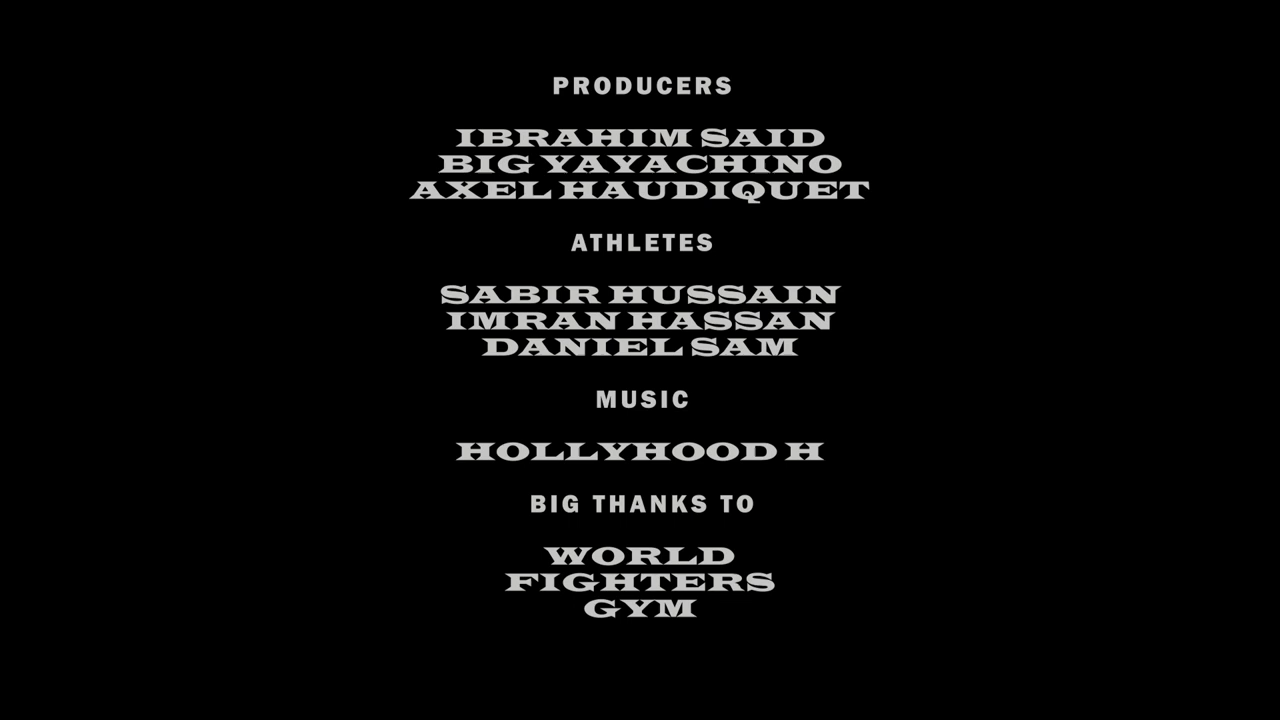 PRODUCERS
IBRAHIM SAID
BIG YAYACHINO
AXEL HAUDIQUET
ATHLETES
SABIR HUSSAIN
IMRAN HASSAN
DANIEL SAM
MUSIC
HOLLYHOOD H
BIG THANKS TO
WORLD
FIGHTERS
GYM